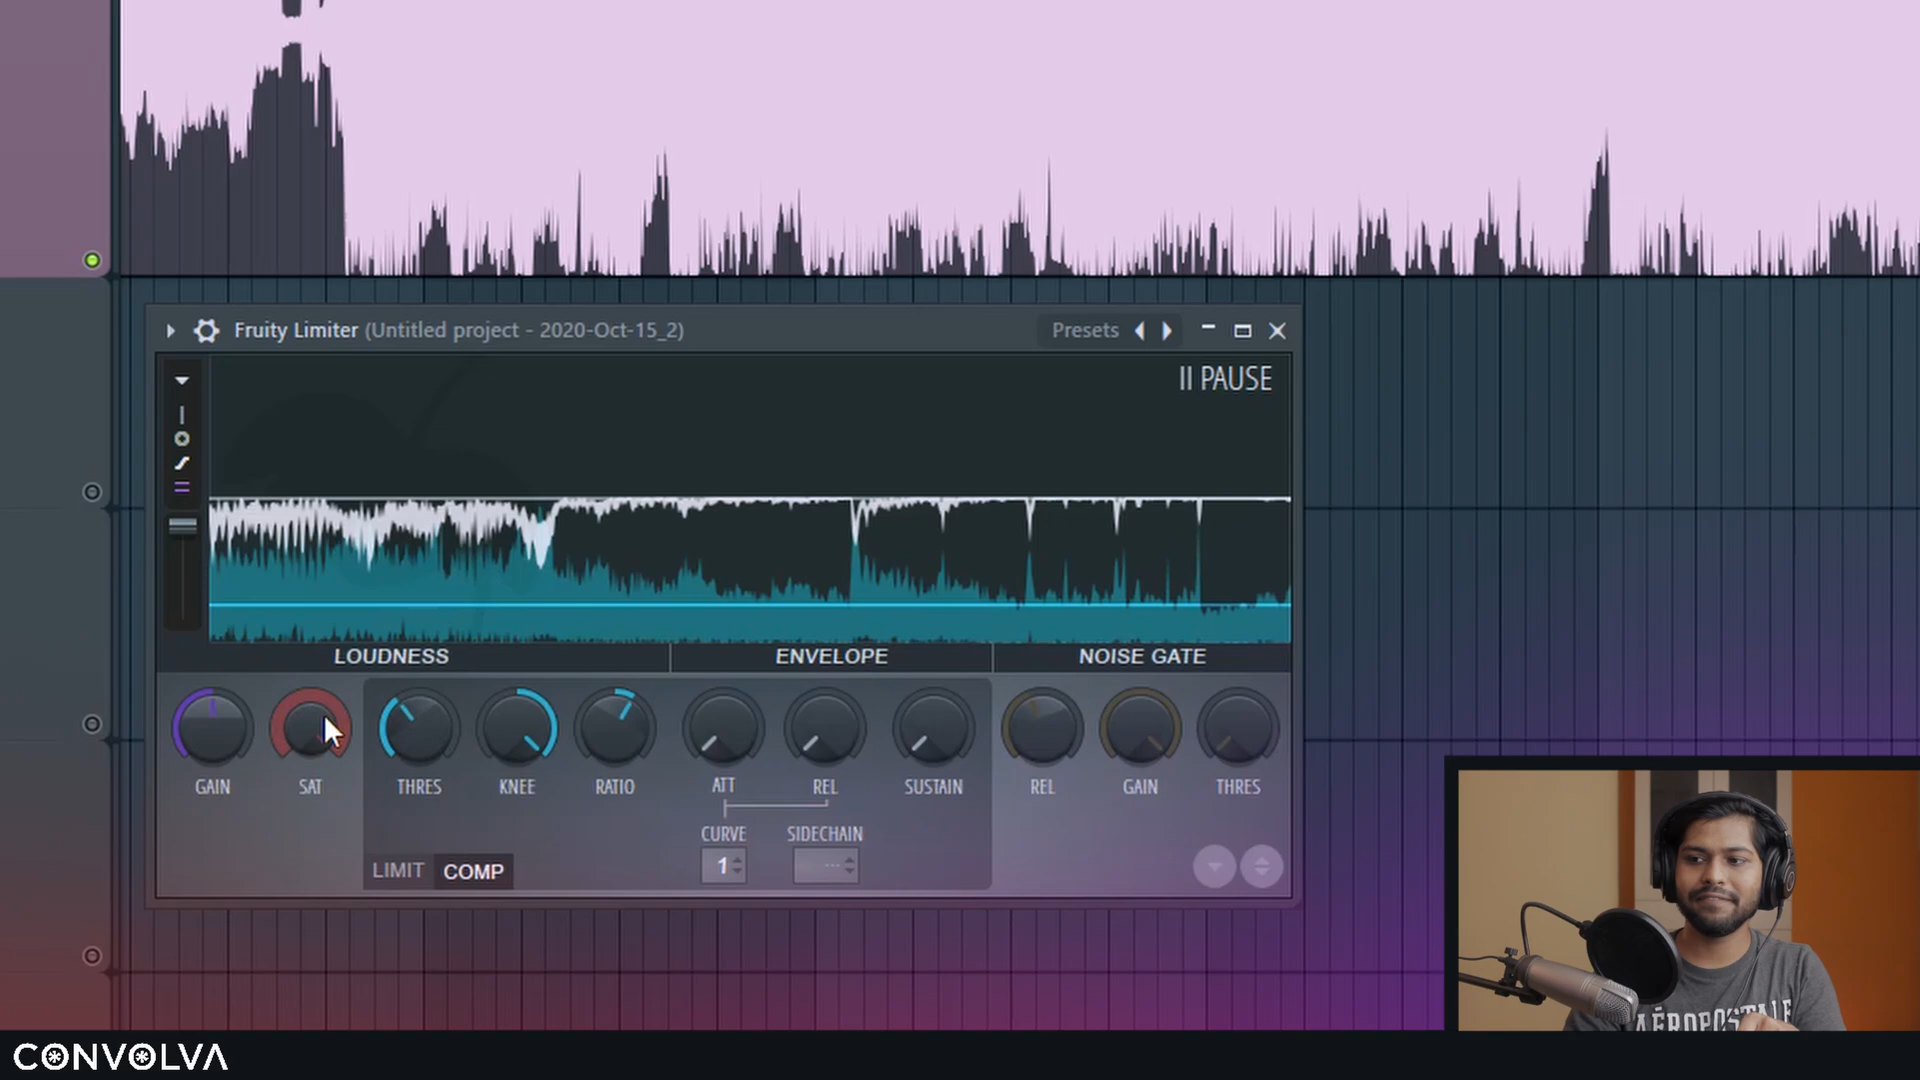 Fruity Limiter (Untitled project - 2020-Oct-15_2)
Presets
II PAUSE
LOUDNESS
ENVELOPE
NOISE GATE
GAIN
SAT
THRES
KNEE
RATIO
ATT
REL
SUSTAIN
REL
GAIN
THRES
CURVE
SIDECHAIN
LIMIT
COMP
1
---
AÉROPOSTALE
CONVOLVA